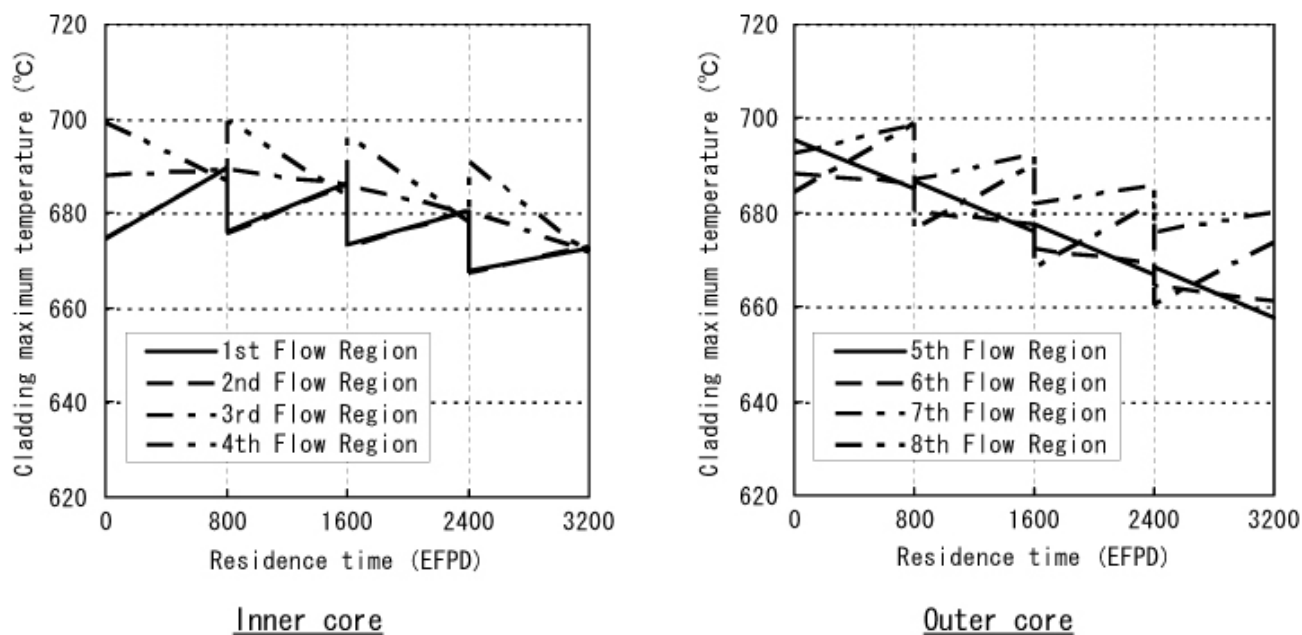 Cladding maximum temperature (℃)
720
700
680
660
640
620
1st Flow Region
2nd Flow Region
3rd Flow Region
4th Flow Region
0 800 1600 2400 3200
Residence time (EFPD)
Inner core
Cladding maximum temperature (℃)
720
700
680
660
640
620
5th Flow Region
6th Flow Region
7th Flow Region
8th Flow Region
0 800 1600 2400 3200
Residence time (EFPD)
Outer core